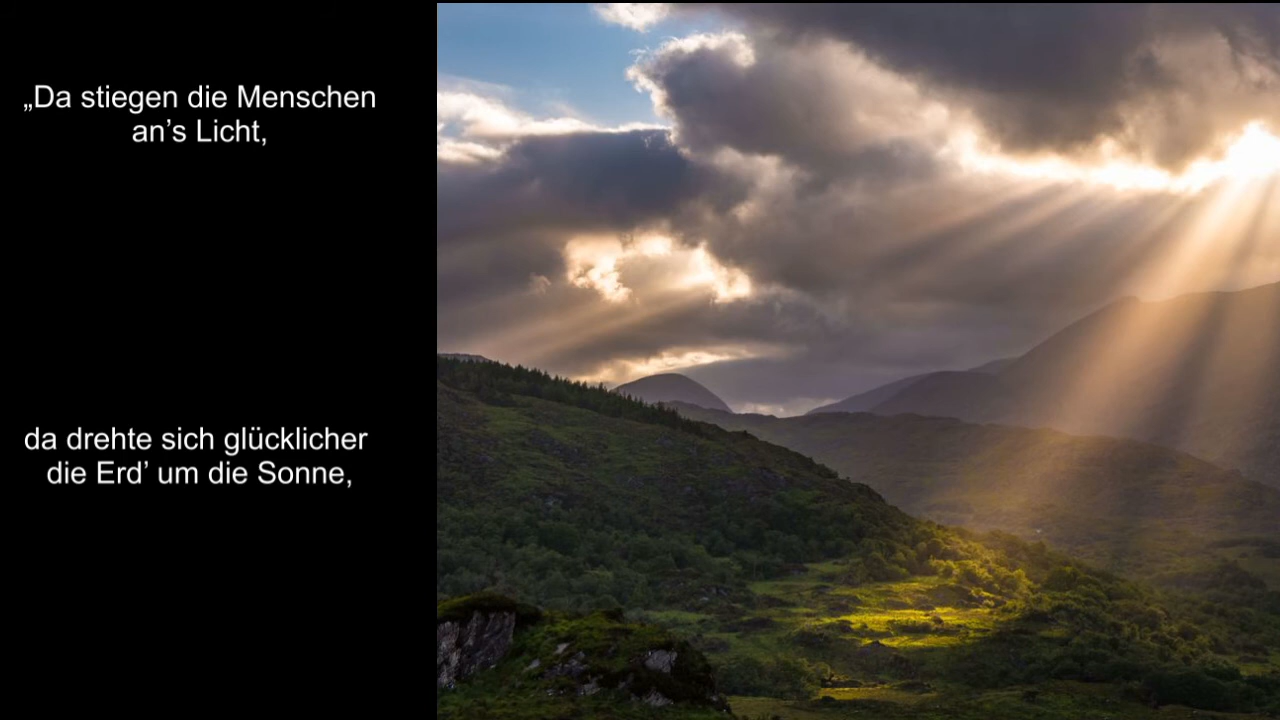 „Da stiegen die Menschen
an’s Licht,
da drehte sich glücklicher
die Erd’ um die Sonne,